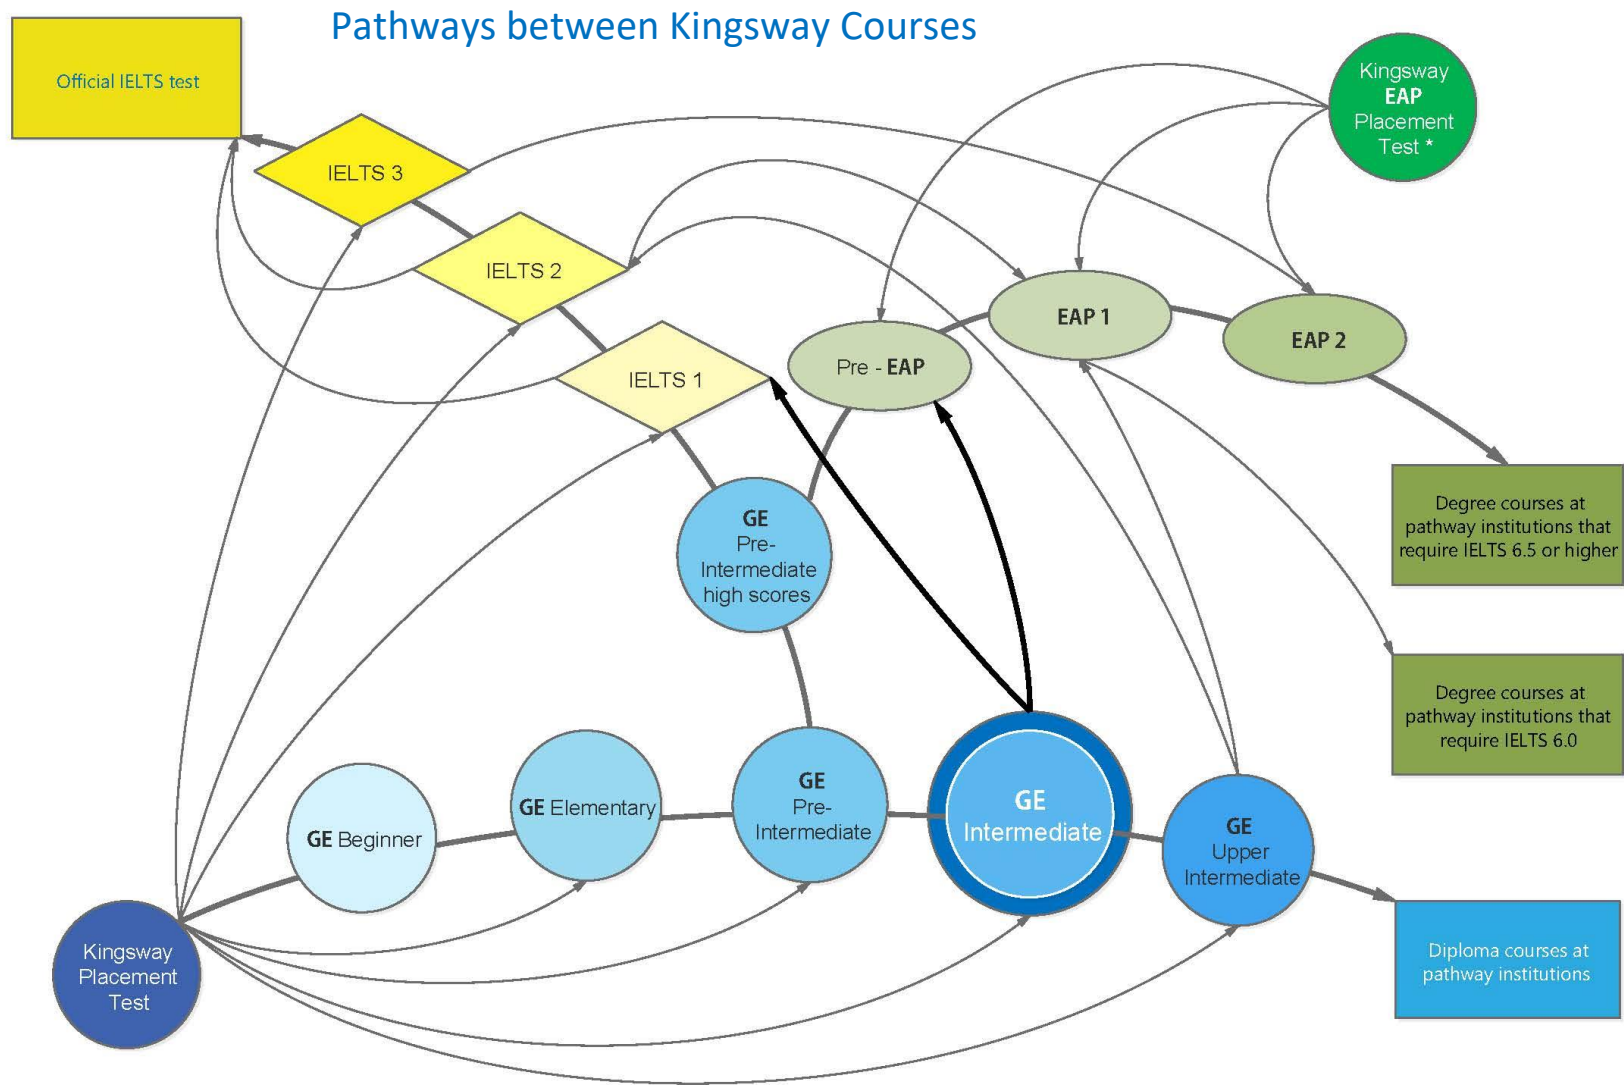 Pathways between Kingsway Courses
Official IELTS test
Kingsway
EAP
Placement
Test *
IELTS 3
IELTS 2
IELTS 1
Pre - EAP
EAP 1
EAP 2
GE
Pre-
Intermediate
high scores
Degree courses at
pathway institutions that
require IELTS 6.5 or higher
Degree courses at
pathway institutions that
require IELTS 6.0
GE Beginner
GE Elementary
GE
Pre-
Intermediate
GE
Intermediate
GE
Upper
Intermediate
Kingsway
Placement
Test
Diploma courses at
pathway institutions